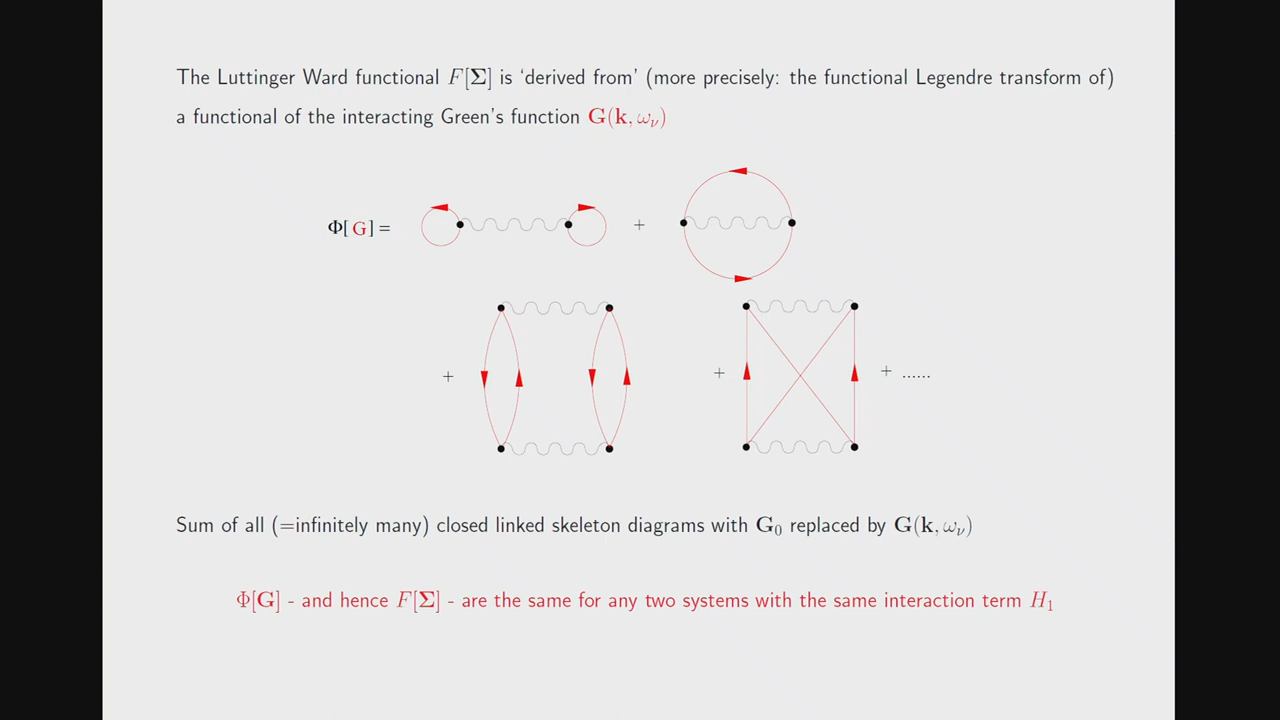 The Luttinger Ward functional F[Σ] is ‘derived from’ (more precisely: the functional Legendre transform of)
a functional of the interacting Green's function G(k, ω_ν)
Φ[ G ] = +
+ + + ......
Sum of all (=infinitely many) closed linked skeleton diagrams with G₀ replaced by G(k, ω_ν)
Φ[G] - and hence F[Σ] - are the same for any two systems with the same interaction term H₁